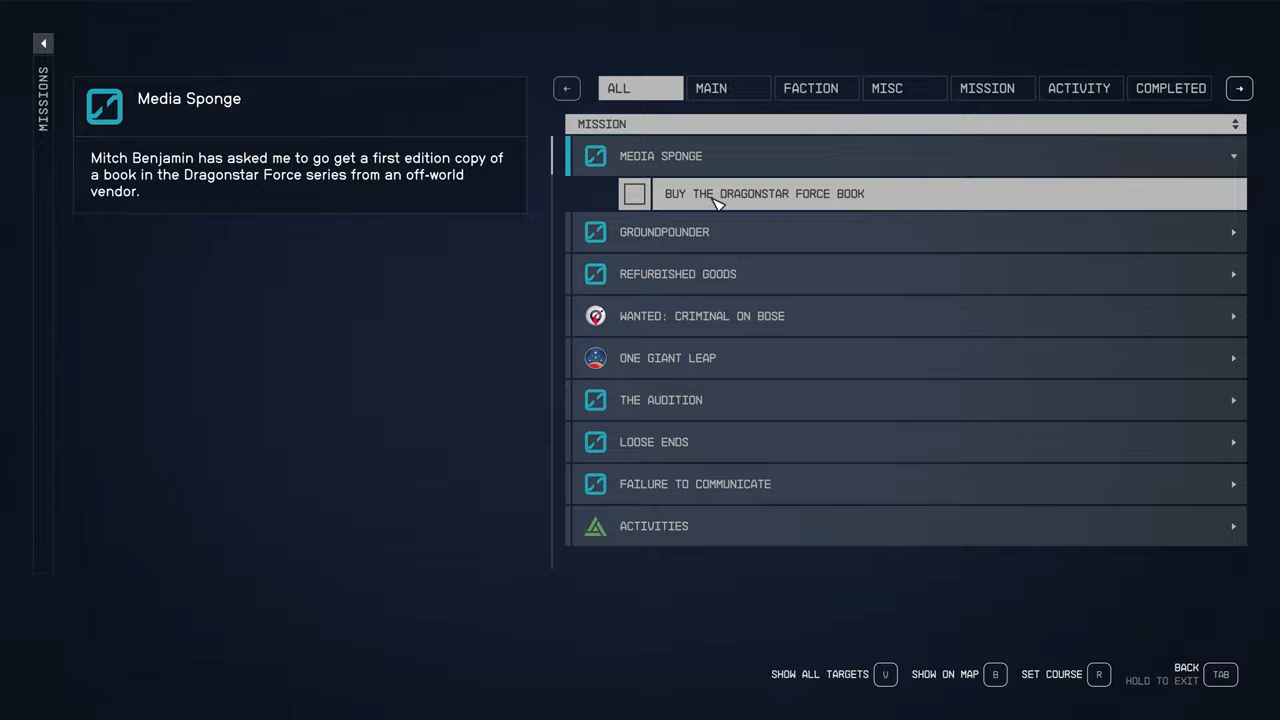 MISSIONS
Media Sponge
Mitch Benjamin has asked me to go get a first edition copy of
a book in the Dragonstar Force series from an off-world
vendor.
ALL
MAIN
FACTION
MISC
MISSION
ACTIVITY
COMPLETED
MISSION
MEDIA SPONGE
BUY THE DRAGONSTAR FORCE BOOK
GROUNDPOUNDER
REFURBISHED GOODS
WANTED: CRIMINAL ON BOSE
ONE GIANT LEAP
THE AUDITION
LOOSE ENDS
FAILURE TO COMMUNICATE
ACTIVITIES
SHOW ALL TARGETS V
SHOW ON MAP B
SET COURSE R
BACK
HOLD TO EXIT
TAB